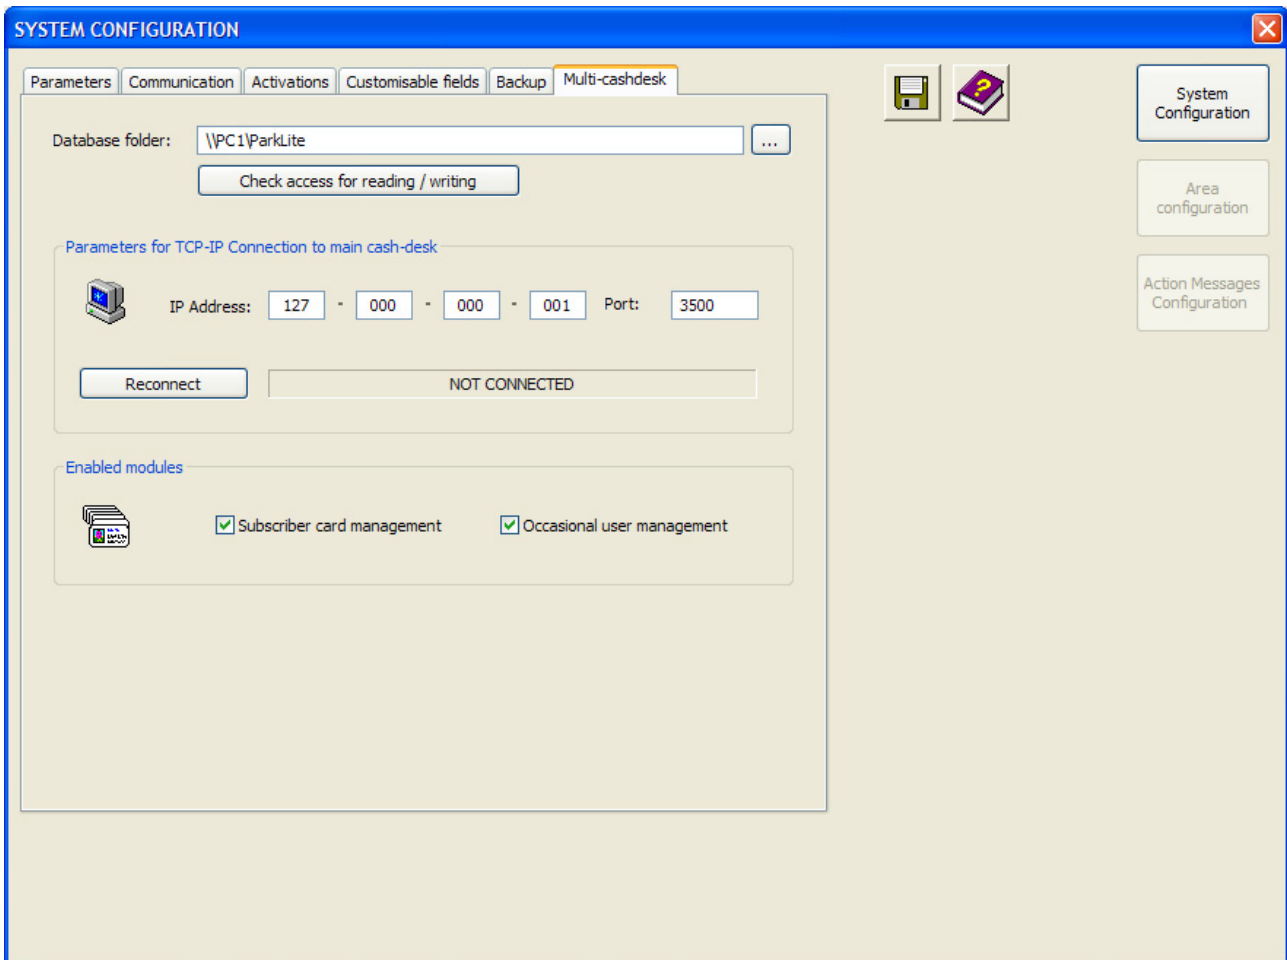 SYSTEM CONFIGURATION
Parameters Communication Activations Customisable fields Backup Multi-cashdesk
System
Configuration
Database folder: \\PC1\ParkLite ...
Check access for reading / writing
Area
configuration
Parameters for TCP-IP Connection to main cash-desk
Action Messages
Configuration
IP Address: 127 - 000 - 000 - 001 Port: 3500
Reconnect NOT CONNECTED
Enabled modules
Subscriber card management Occasional user management